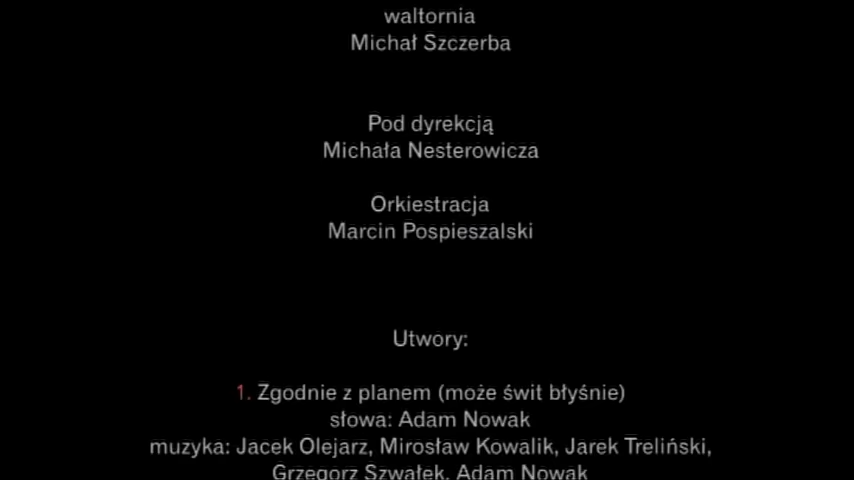 waltornia
Michał Szczerba
Pod dyrekcją
Michała Nesterowicza
Orkiestracja
Marcin Pospieszalski
Utwory:
1. Zgodnie z planem (może świt błyśnie)
słowa: Adam Nowak
muzyka: Jacek Olejarz, Mirosław Kowalik, Jarek Treliński,
Grzegorz Szwałek, Adam Nowak